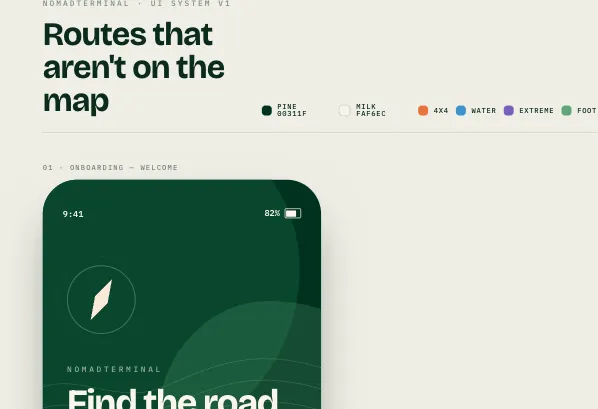 NOMADTERMINAL · UI SYSTEM V1
Routes that
aren't on the
map
PINE
00311F
MILK
FAF6EC
4X4
WATER
EXTREME
FOOT
01 · ONBOARDING — WELCOME
9:41
82%
NOMADTERMINAL
Find the road